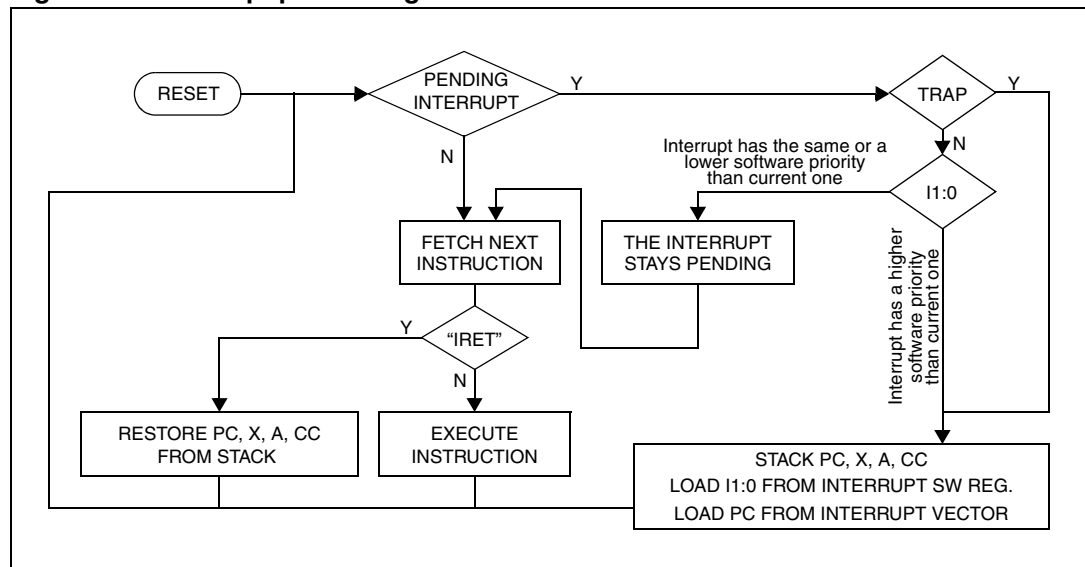 RESET
PENDING
INTERRUPT
Y
TRAP
Y
N
N
Interrupt has the same or a
lower software priority
than current one
I1:0
FETCH NEXT
INSTRUCTION
THE INTERRUPT
STAYS PENDING
Interrupt has a higher
software priority
than current one
Y
“IRET”
N
RESTORE PC, X, A, CC
FROM STACK
EXECUTE
INSTRUCTION
STACK PC, X, A, CC
LOAD I1:0 FROM INTERRUPT SW REG.
LOAD PC FROM INTERRUPT VECTOR